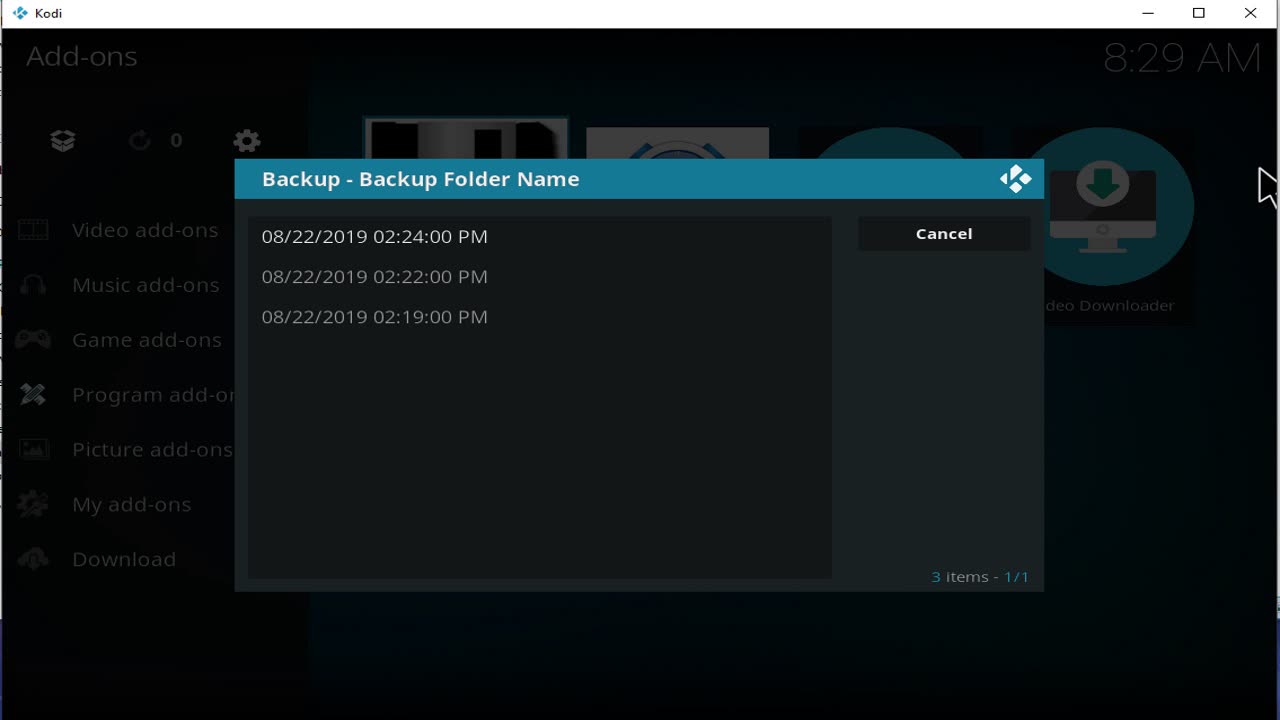 Kodi
Add-ons
8:29 AM
0
Backup - Backup Folder Name
Video add-ons
08/22/2019 02:24:00 PM
Cancel
Music add-ons
08/22/2019 02:22:00 PM
deo Downloader
Game add-ons
08/22/2019 02:19:00 PM
Program add-on
Picture add-ons
My add-ons
Download
3 items - 1/1